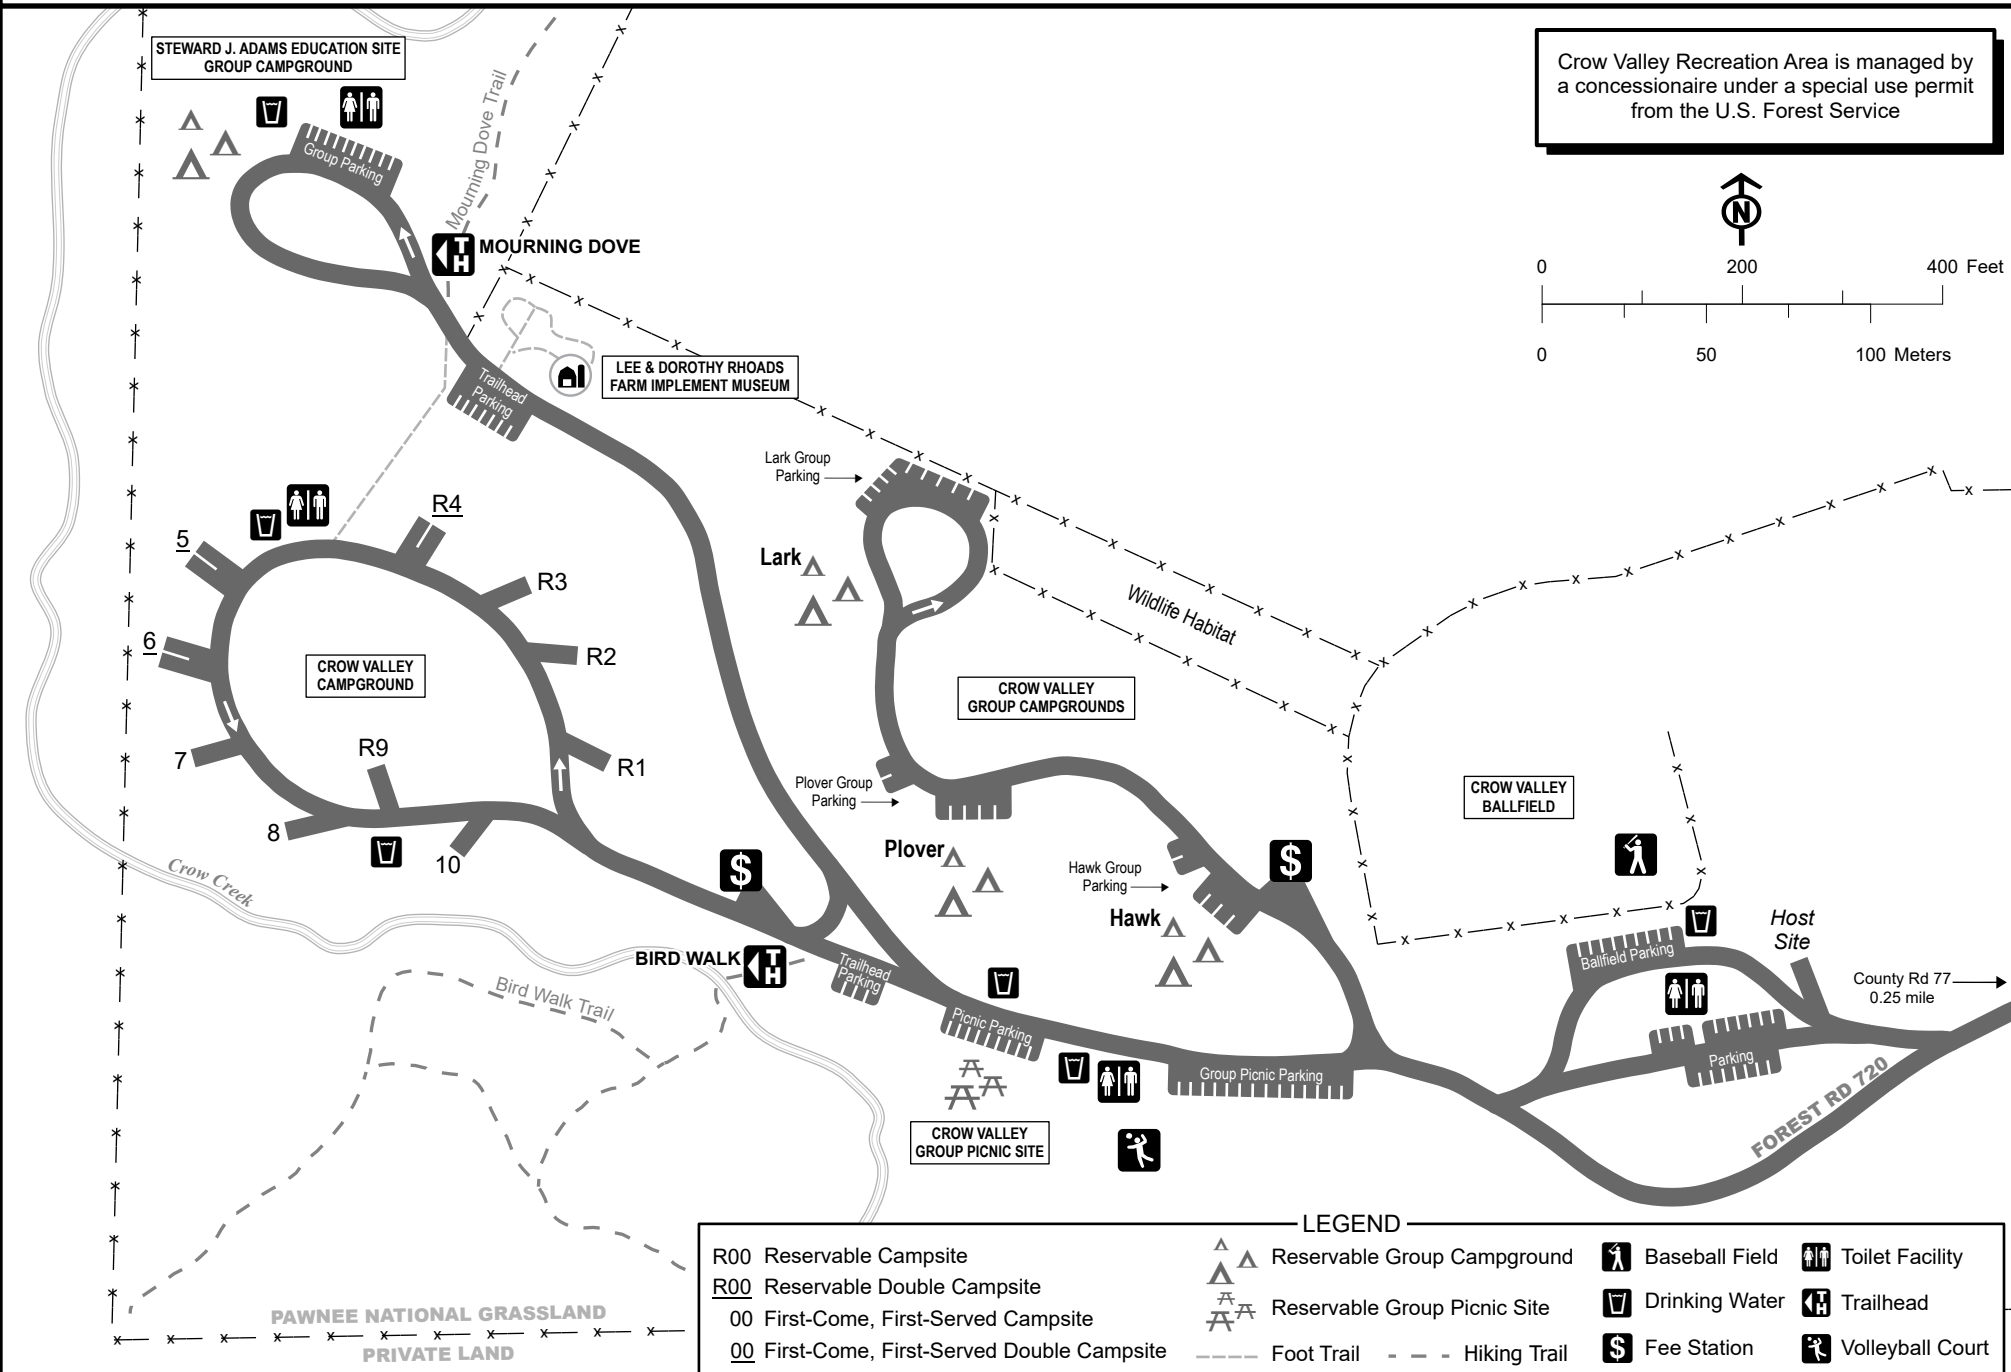 STEWARD J. ADAMS EDUCATION SITE
GROUP CAMPGROUND
Crow Valley Recreation Area is managed by
a concessionaire under a special use permit
from the U.S. Forest Service
N
0 200 400 Feet
0 50 100 Meters
Group Parking
Mourning Dove Trail
TH
MOURNING DOVE
LEE & DOROTHY RHOADS
FARM IMPLEMENT MUSEUM
Trailhead
Parking
Lark Group
Parking
Lark
Wildlife Habitat
R4
5
R3
6
R2
CROW VALLEY
CAMPGROUND
CROW VALLEY
GROUP CAMPGROUNDS
R9
7
R1
8
10
Plover Group
Parking
Plover
CROW VALLEY
BALLFIELD
Crow Creek
$
$
Hawk Group
Parking
Hawk
Host
Site
BIRD WALK
TH
Trailhead
Parking
Ballfield Parking
County Rd 77
0.25 mile
Bird Walk Trail
Picnic Parking
Group Picnic Parking
Parking
FOREST RD 720
CROW VALLEY
GROUP PICNIC SITE
PAWNEE NATIONAL GRASSLAND
PRIVATE LAND
LEGEND
R00 Reservable Campsite
R00 Reservable Double Campsite
00 First-Come, First-Served Campsite
00 First-Come, First-Served Double Campsite
Reservable Group Campground
Reservable Group Picnic Site
Foot Trail
Hiking Trail
Baseball Field
Drinking Water
$ Fee Station
Toilet Facility
TH Trailhead
Volleyball Court